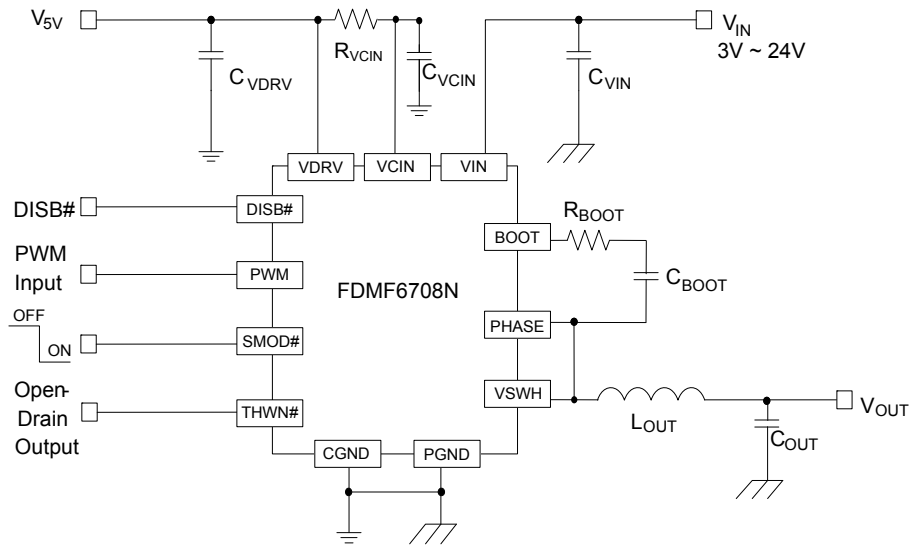 V5V
RVCIN
CVDRV
CVCIN
CVIN
VIN
3V ~ 24V
VDRV
VCIN
VIN
DISB#
DISB#
PWM
Input
PWM
OFF
ON
SMOD#
Open-
Drain
Output
THWN#
FDMF6708N
BOOT
RBOOT
CBOOT
PHASE
VSWH
LOUT
COUT
VOUT
CGND
PGND